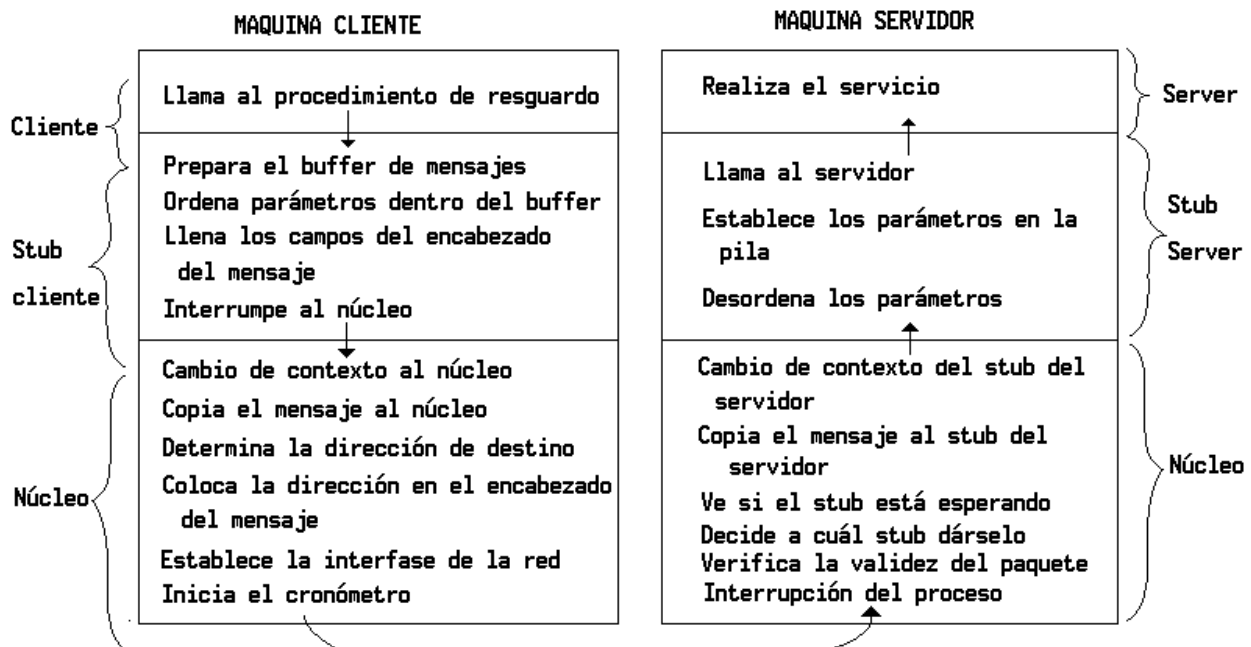 MAQUINA CLIENTE
Cliente
Llama al procedimiento de resguardo
Stub
cliente
Prepara el buffer de mensajes
Ordena parámetros dentro del buffer
Llena los campos del encabezado
del mensaje
Interrumpe al núcleo
Núcleo
Cambio de contexto al núcleo
Copia el mensaje al núcleo
Determina la dirección de destino
Coloca la dirección en el encabezado
del mensaje
Establece la interfase de la red
Inicia el cronómetro
MAQUINA SERVIDOR
Realiza el servicio
Server
Llama al servidor
Establece los parámetros en la
pila
Desordena los parámetros
Stub
Server
Cambio de contexto del stub del
servidor
Copia el mensaje al stub del
servidor
Ve si el stub está esperando
Decide a cuál stub dárselo
Verifica la validez del paquete
Interrupción del proceso
Núcleo